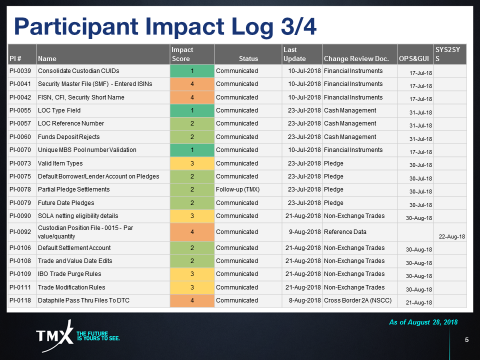 Participant Impact Log 3/4
PI # Name Impact Score Status Last Update Change Review Doc. OPS&GUI SYS2SYS
PI-0039 Consolidate Custodian CUIDs 1 Communicated 10-Jul-2018 Financial Instruments 17-Jul-18
PI-0041 Security Master File (SMF) - Entered ISINs 4 Communicated 10-Jul-2018 Financial Instruments
PI-0042 FISN, CFI, Security Short Name 4 Communicated 10-Jul-2018 Financial Instruments 17-Jul-18
PI-0055 LOC Type Field 1 Communicated 23-Jul-2018 Cash Management 31-Jul-18
PI-0057 LOC Reference Number 2 Communicated 23-Jul-2018 Cash Management 31-Jul-18
PI-0060 Funds Deposit Rejects 2 Communicated 23-Jul-2018 Cash Management 31-Jul-18
PI-0070 Unique MBS Pool number Validation 1 Communicated 10-Jul-2018 Financial Instruments 17-Jul-18
PI-0073 Valid Item Types 3 Communicated 23-Jul-2018 Pledge 30-Jul-18
PI-0075 Default Borrower/Lender Account on Pledges 2 Communicated 23-Jul-2018 Pledge 30-Jul-18
PI-0078 Partial Pledge Settlements 2 Follow-up (TMX) 23-Jul-2018 Pledge 30-Jul-18
PI-0079 Future Date Pledges 2 Communicated 23-Jul-2018 Pledge 30-Jul-18
PI-0090 SOLA netting eligibility details 3 Communicated 21-Aug-2018 Non-Exchange Trades 30-Aug-18
PI-0092 Custodian Position File - 0015 - Par value/quantity 4 Communicated 9-Aug-2018 Reference Data 22-Aug-18
PI-0106 Default Settlement Account 2 Communicated 21-Aug-2018 Non-Exchange Trades 30-Aug-18
PI-0108 Trade and Value Date Edits 2 Communicated 21-Aug-2018 Non-Exchange Trades 30-Aug-18
PI-0109 IBO Trade Purge Rules 3 Communicated 21-Aug-2018 Non-Exchange Trades 30-Aug-18
PI-0111 Trade Modification Rules 3 Communicated 21-Aug-2018 Non-Exchange Trades 30-Aug-18
PI-0118 Dataphile Pass Thru Files To DTC 4 Communicated 8-Aug-2018 Cross Border 2A (NSCC) 21-Aug-18
As of August 28, 2018
TMX THE FUTURE
IS YOURS TO SEE.
5